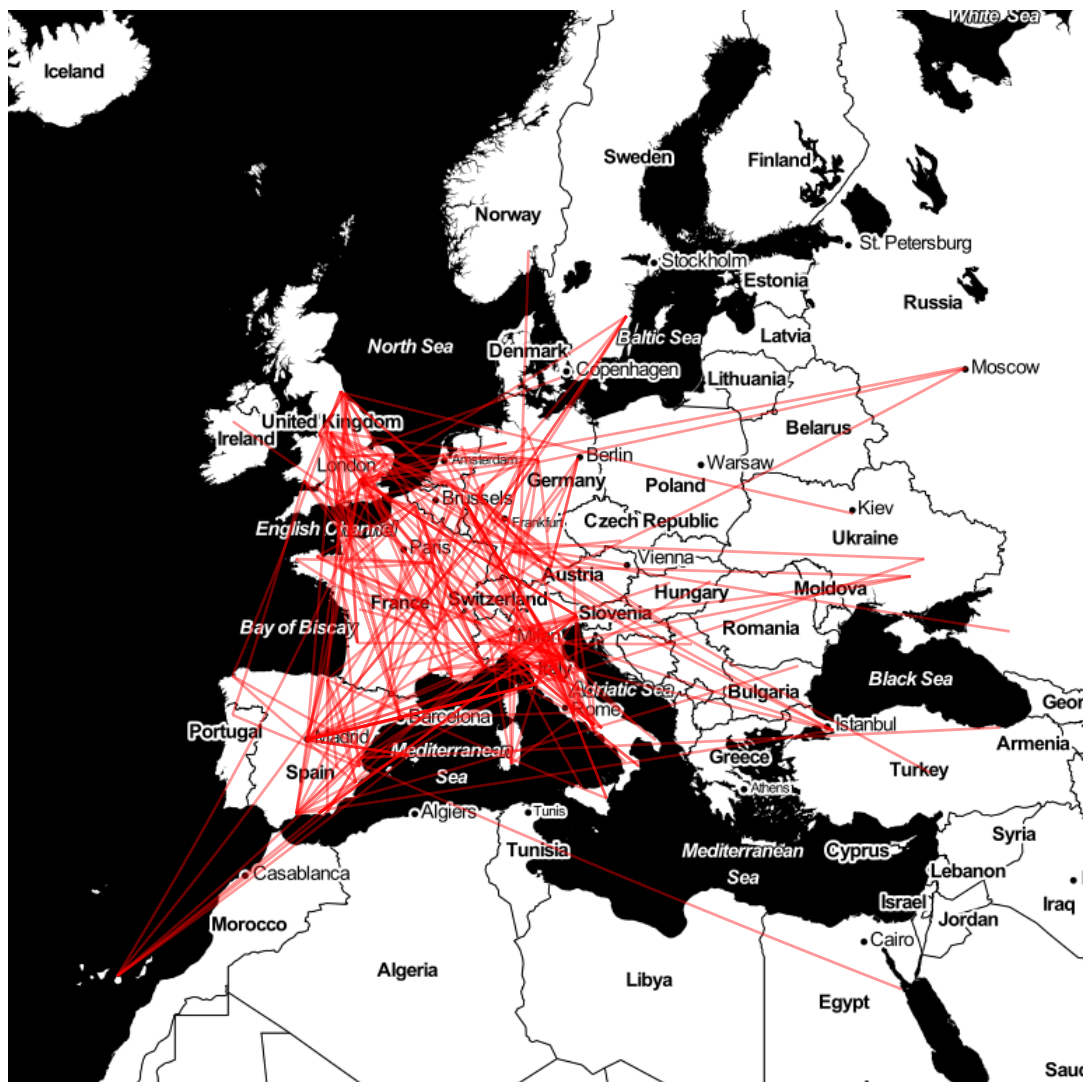 White Sea
Iceland
Sweden
Finland
Norway
St. Petersburg
Stockholm
Estonia
Russia
Baltic Sea
Latvia
North Sea
Denmark
Copenhagen
Lithuania
Moscow
United Kingdom
Belarus
Ireland
London
Amsterdam
Berlin
Warsaw
Germany
Poland
Brussels
Kiev
English Channel
Frankfurt
Czech Republic
Ukraine
Paris
Vienna
Austria
France
Switzerland
Hungary
Moldova
Slovenia
Bay of Biscay
Milan
Romania
Italy
Black Sea
Adriatic Sea
Bulgaria
Geor
Rome
Barcelona
Portugal
Madrid
Istanbul
Armenia
Mediterranean
Sea
Greece
Spain
Turkey
Athens
Algiers
Tunis
Syria
Tunisia
Mediterranean
Sea
Cyprus
Lebanon
Casablanca
Israel
Iraq
Morocco
Jordan
Cairo
Algeria
Libya
Egypt
Saud